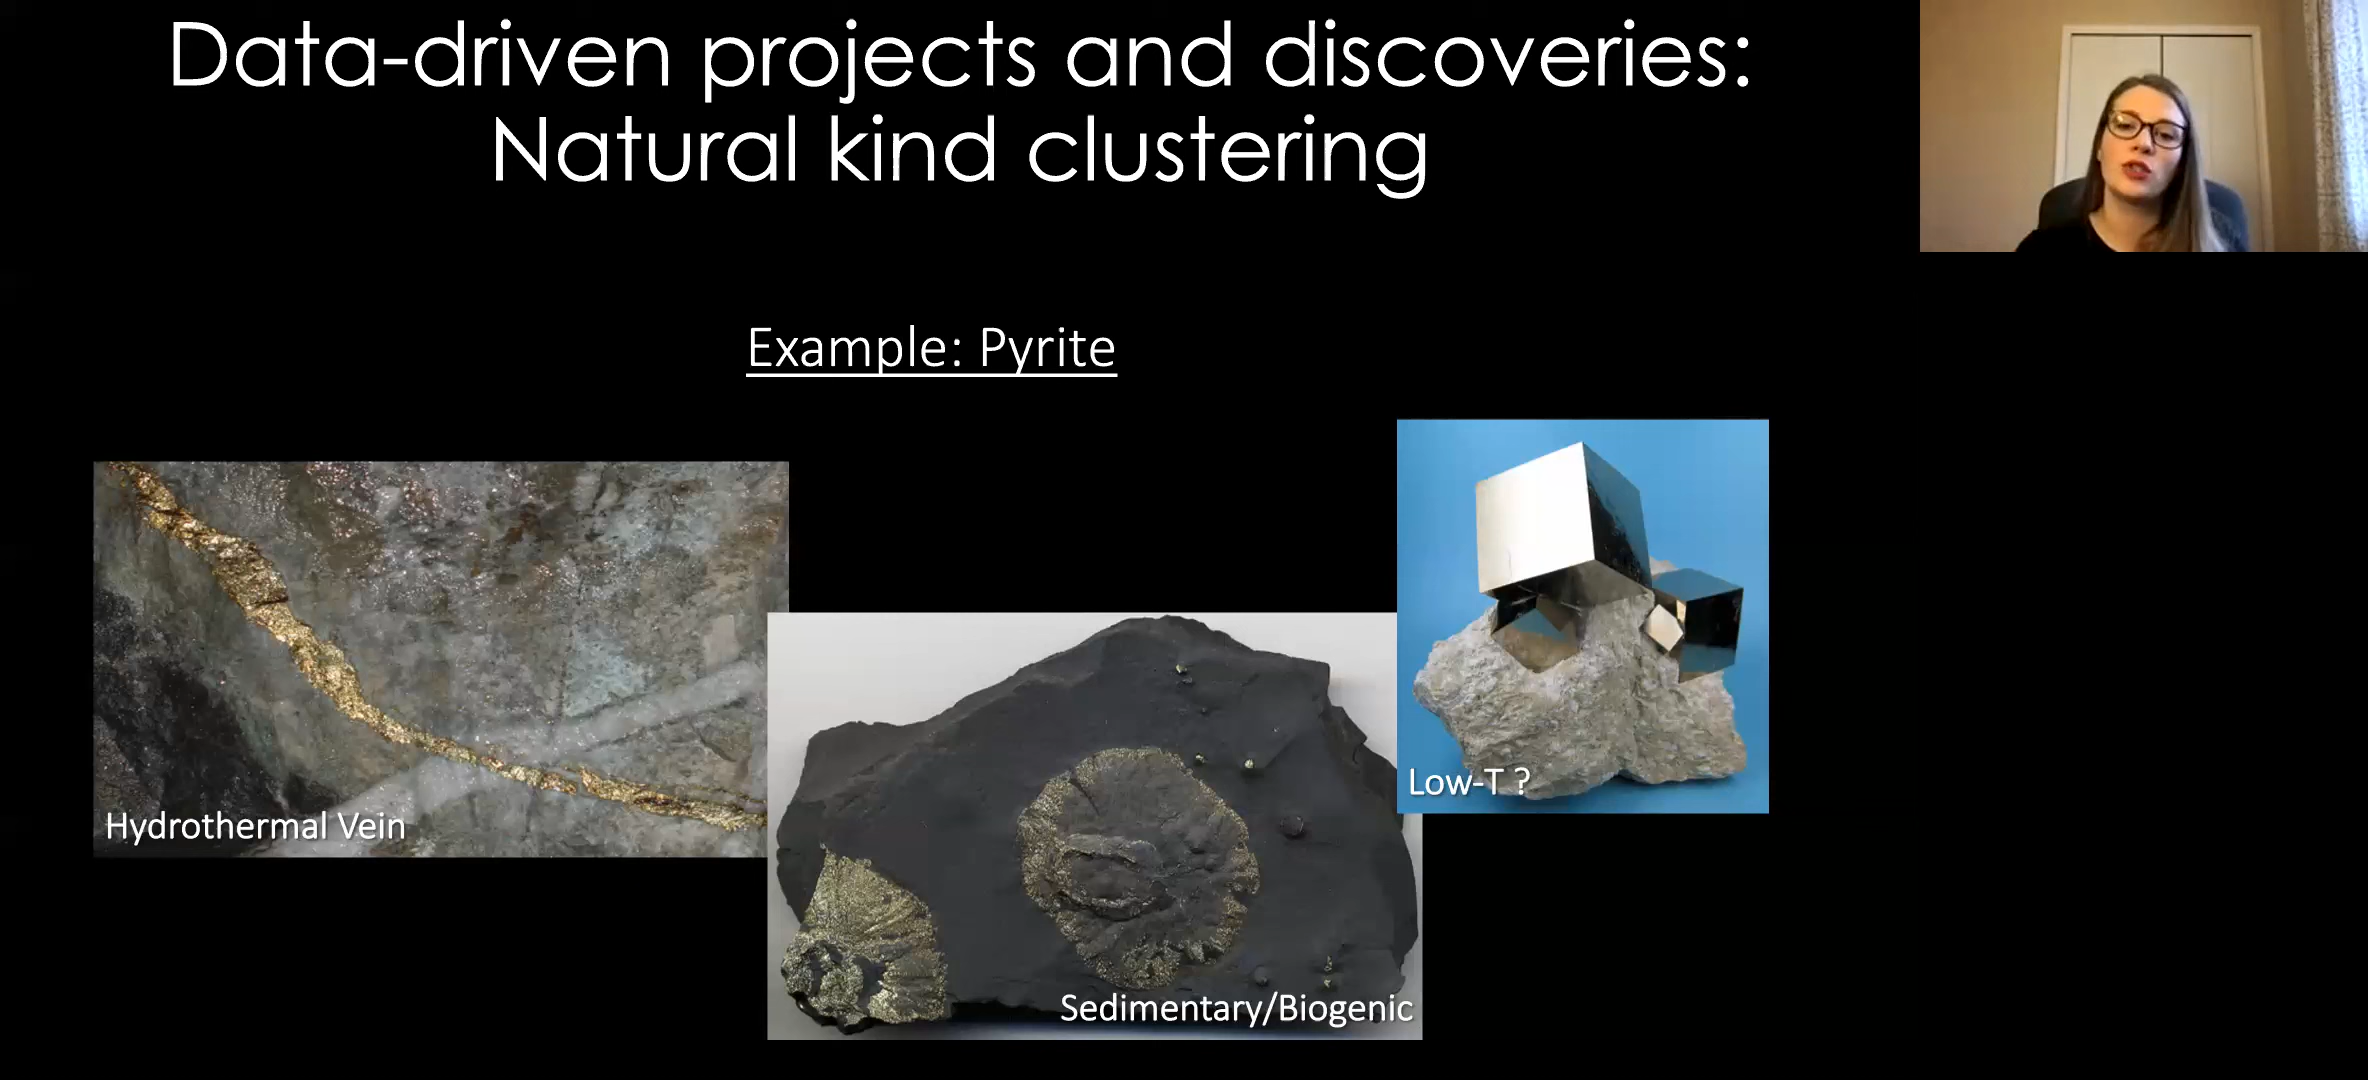 Data-driven projects and discoveries:
Natural kind clustering
Example: Pyrite
Hydrothermal Vein
Sedimentary/Biogenic
Low-T ?